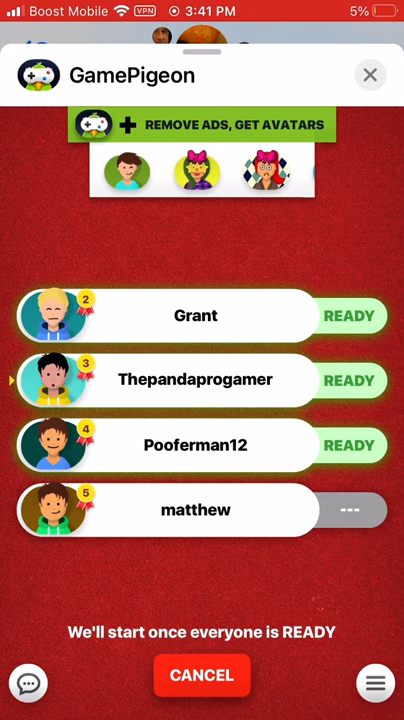 Boost Mobile VPN 3:41 PM 5%
GamePigeon
+ REMOVE ADS, GET AVATARS
2
Grant READY
3
Thepandaprogamer READY
4
Pooferman12 READY
5
matthew ---
We'll start once everyone is READY
CANCEL